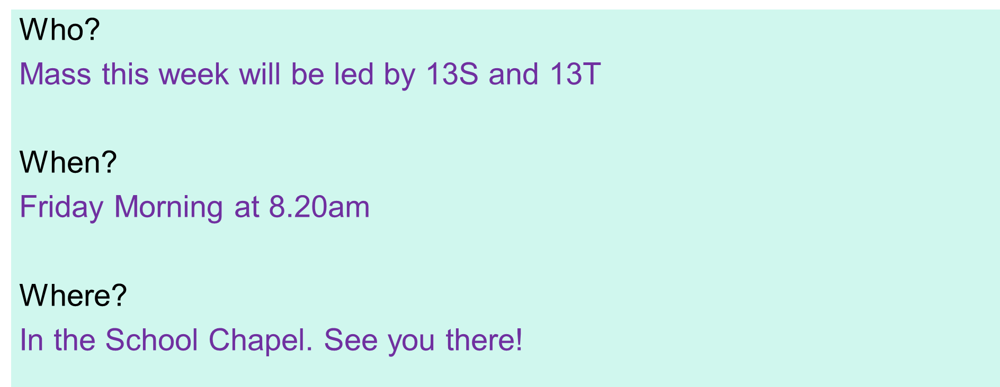 Who?
Mass this week will be led by 13S and 13T
When?
Friday Morning at 8.20am
Where?
In the School Chapel. See you there!